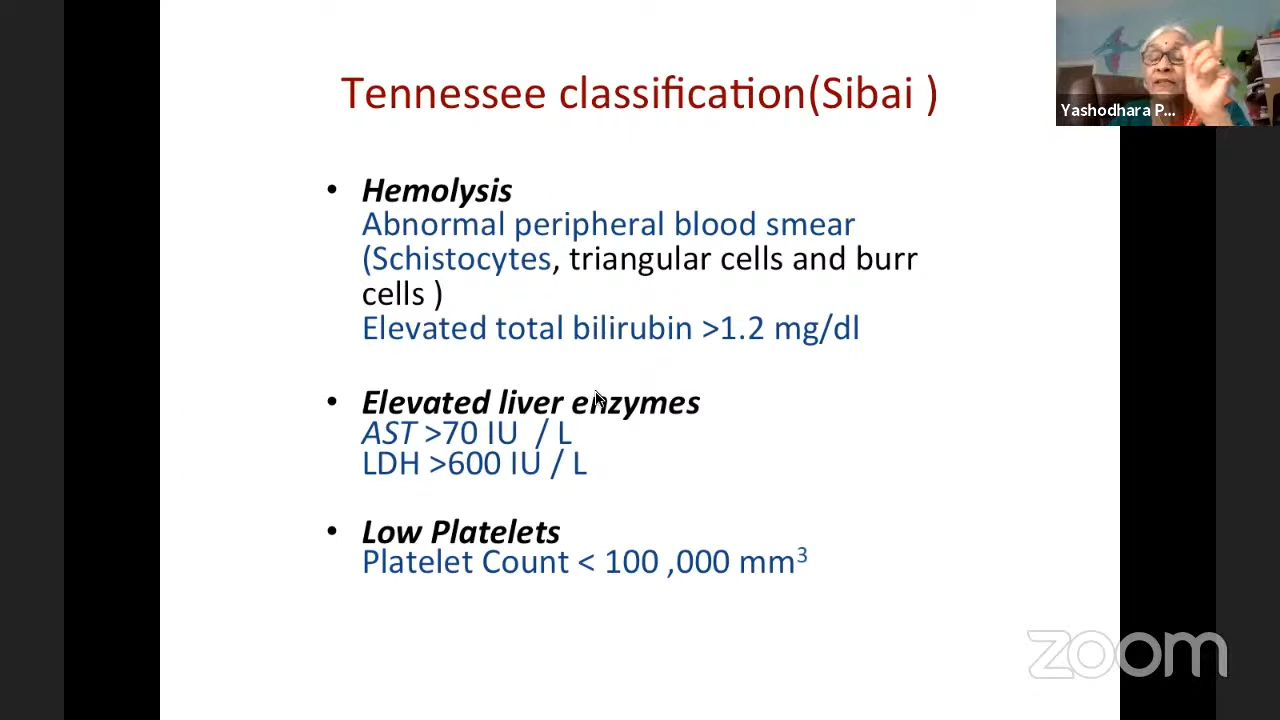 Tennessee classification(Sibai )
Yashodhara P...
• Hemolysis
Abnormal peripheral blood smear
(Schistocytes, triangular cells and burr
cells )
Elevated total bilirubin >1.2 mg/dl
• Elevated liver enzymes
AST >70 IU / L
LDH >600 IU / L
• Low Platelets
Platelet Count < 100 ,000 mm³
zoom